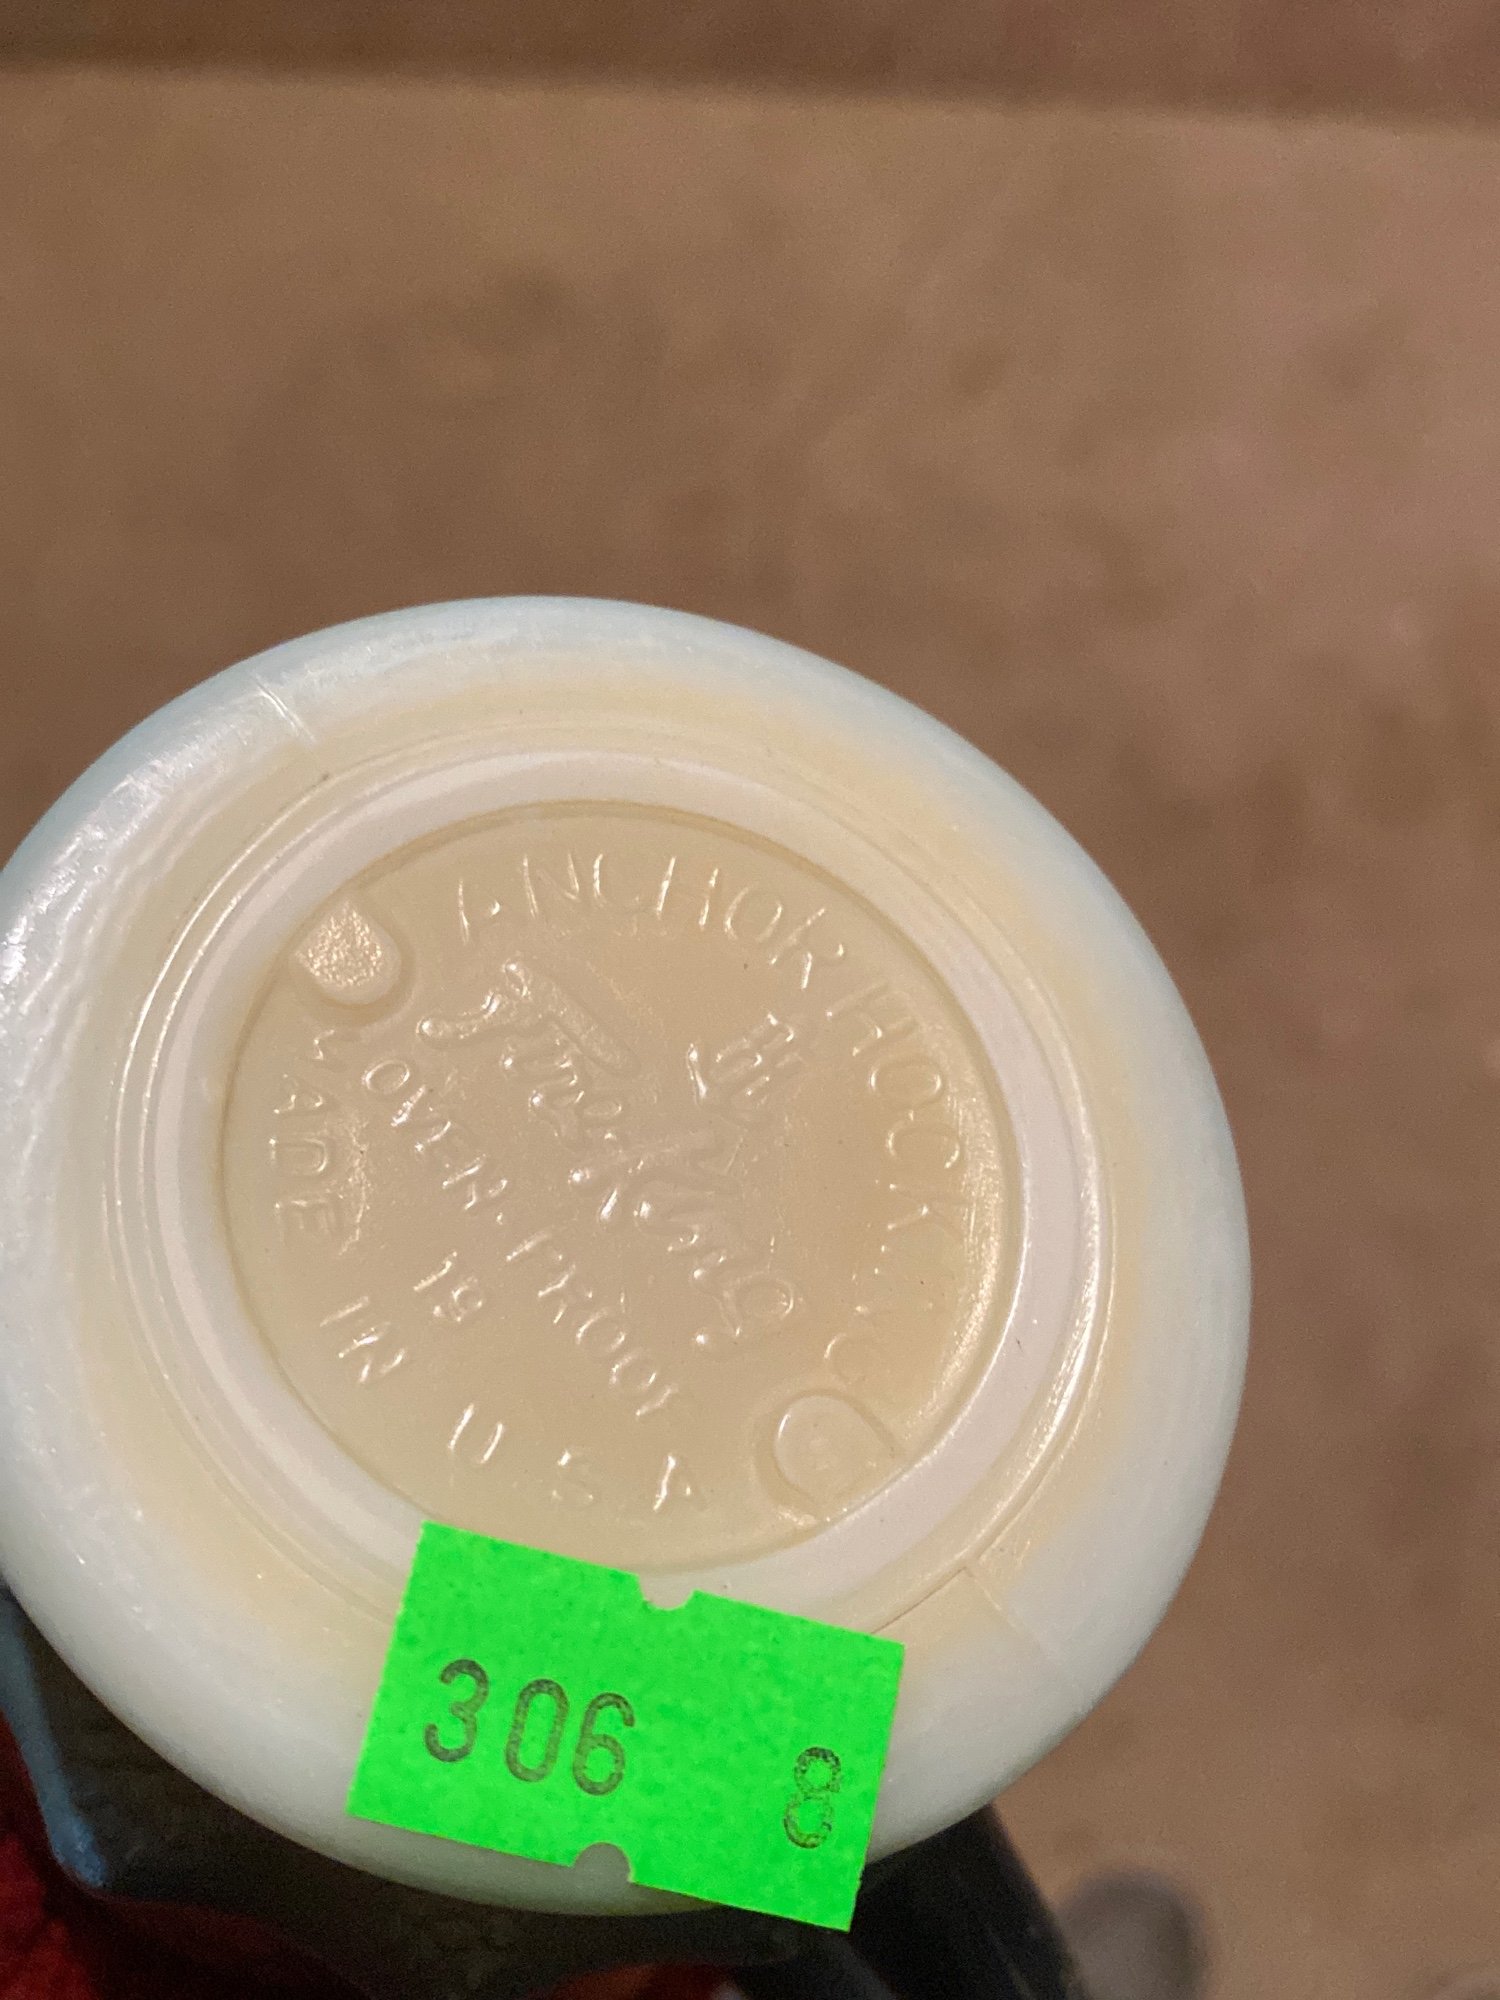 ANCHOR HOCKING
Fire-King
OVEN-PROOF
19
MADE IN U S A
306 8